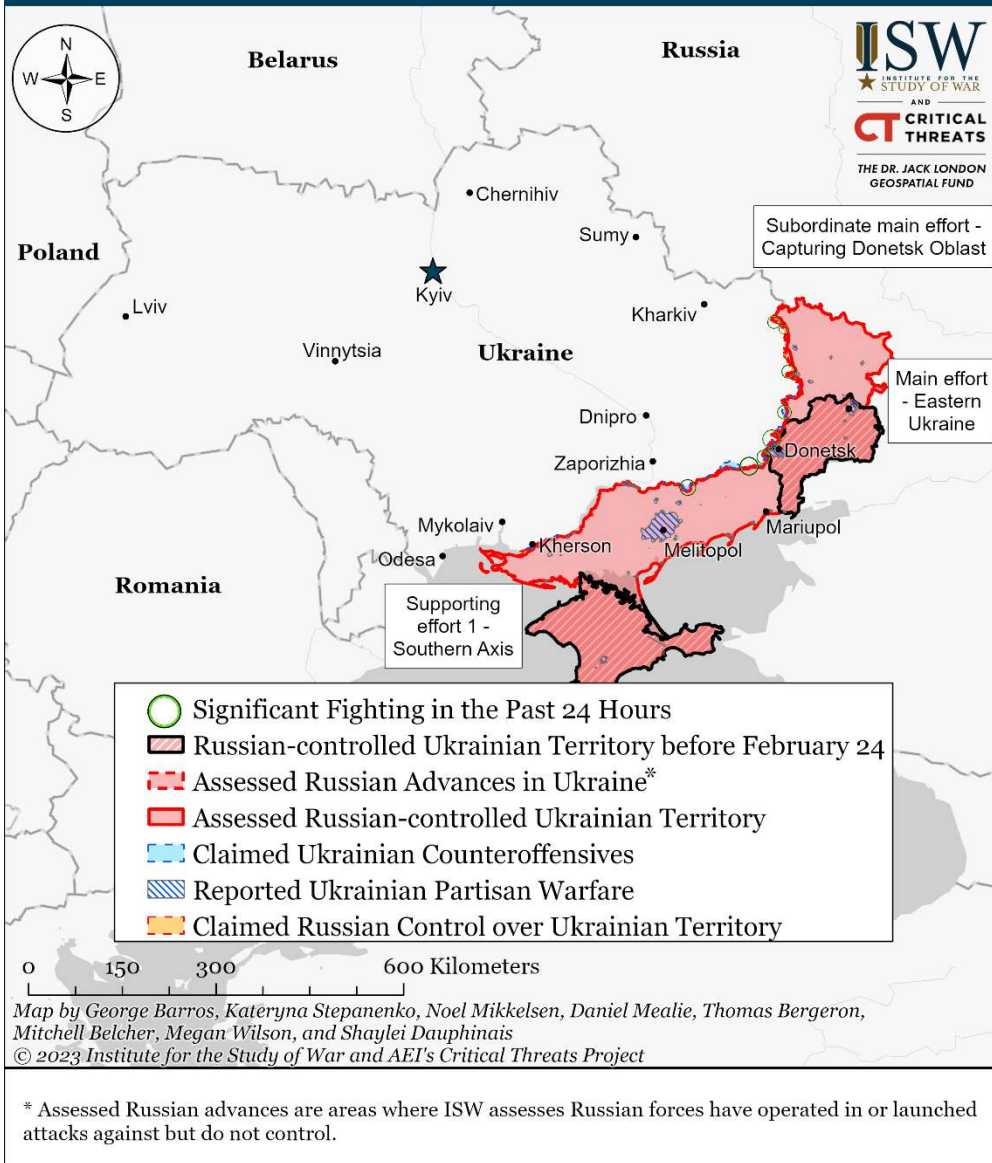 N
W E
S
Belarus
Russia
ISW
INSTITUTE FOR THE
STUDY OF WAR
AND
CT CRITICAL
THREATS
THE DR. JACK LONDON
GEOSPATIAL FUND
Chernihiv
Sumy
Subordinate main effort -
Capturing Donetsk Oblast
Poland
Kyiv
Lviv
Kharkiv
Vinnytsia
Ukraine
Main effort
- Eastern
Ukraine
Dnipro
Donetsk
Zaporizhia
Mariupol
Mykolaiv
Kherson
Melitopol
Odesa
Romania
Supporting
effort 1 -
Southern Axis
Significant Fighting in the Past 24 Hours
Russian-controlled Ukrainian Territory before February 24
Assessed Russian Advances in Ukraine*
Assessed Russian-controlled Ukrainian Territory
Claimed Ukrainian Counteroffensives
Reported Ukrainian Partisan Warfare
Claimed Russian Control over Ukrainian Territory
0 150 300 600 Kilometers
Map by George Barros, Kateryna Stepanenko, Noel Mikkelsen, Daniel Mealie, Thomas Bergeron,
Mitchell Belcher, Megan Wilson, and Shaylei Dauphinais
© 2023 Institute for the Study of War and AEI's Critical Threats Project
* Assessed Russian advances are areas where ISW assesses Russian forces have operated in or launched
attacks against but do not control.